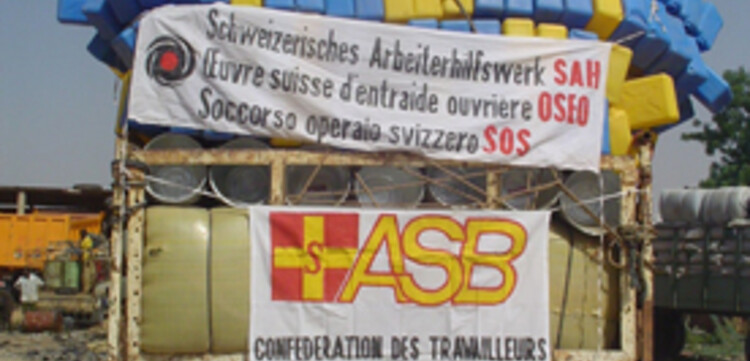 Schweizerisches Arbeiterhilfswerk SAH
Œuvre suisse d'entraide ouvrière OSEO
Soccorso operaio svizzero SOS
S ASB
CONFEDERATION DES TRAVAILLEURS